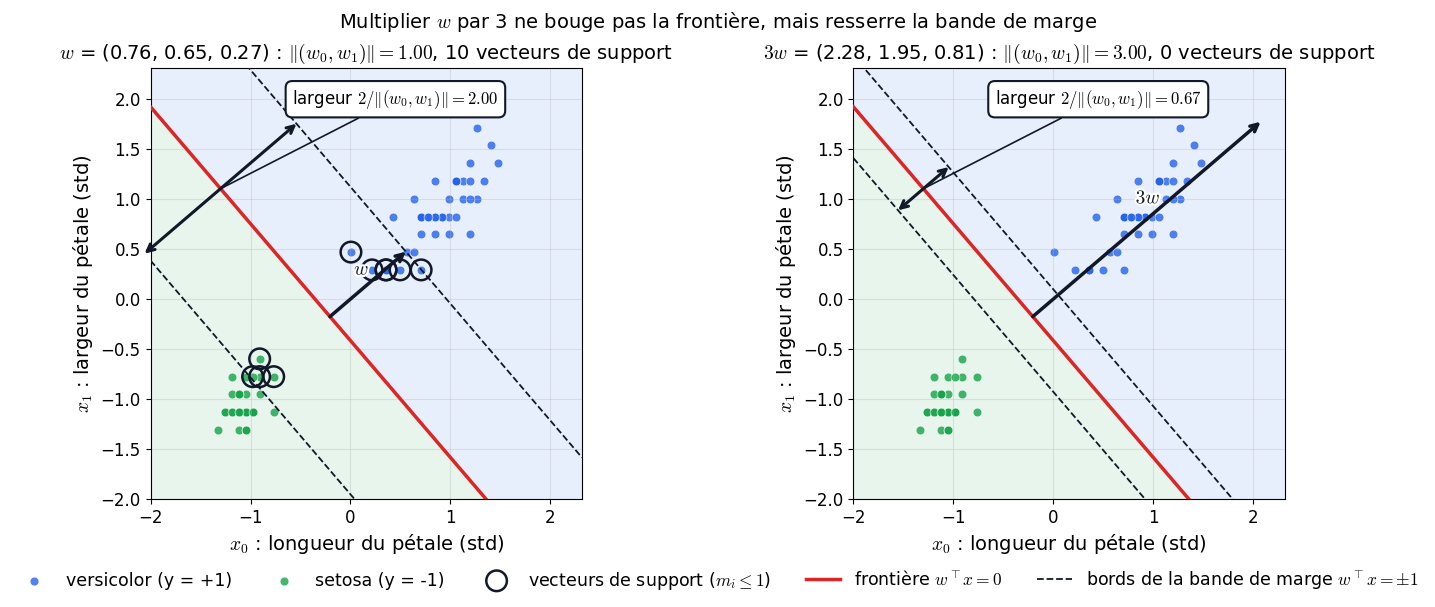 Multiplier w par 3 ne bouge pas la frontière, mais resserre la bande de marge
w = (0.76, 0.65, 0.27) : ‖(w₀, w₁)‖ = 1.00, 10 vecteurs de support
largeur 2/‖(w₀, w₁)‖ = 2.00
w
2.0
1.5
1.0
0.5
0.0
−0.5
−1.0
−1.5
−2.0
x₁ : largeur du pétale (std)
−2
−1
0
1
2
x₀ : longueur du pétale (std)
3w = (2.28, 1.95, 0.81) : ‖(w₀, w₁)‖ = 3.00, 0 vecteurs de support
largeur 2/‖(w₀, w₁)‖ = 0.67
3w
2.0
1.5
1.0
0.5
0.0
−0.5
−1.0
−1.5
−2.0
x₁ : largeur du pétale (std)
−2
−1
0
1
2
x₀ : longueur du pétale (std)
versicolor (y = +1)
setosa (y = -1)
vecteurs de support (mᵢ ≤ 1)
frontière w⊤x = 0
bords de la bande de marge w⊤x = ±1